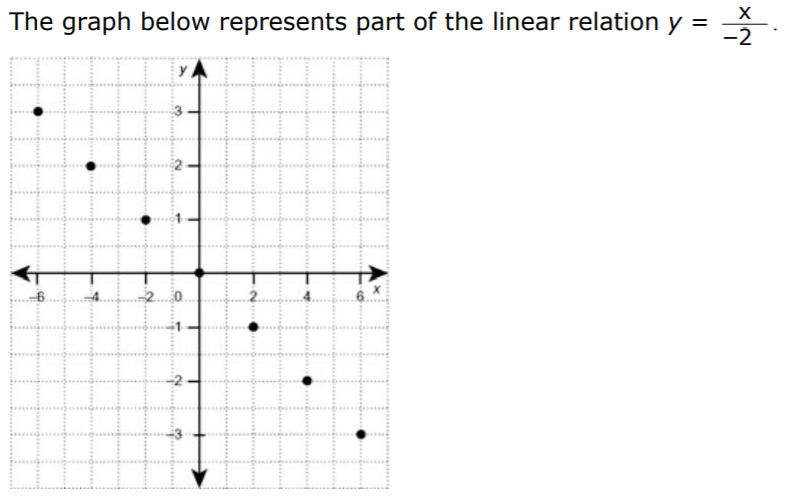 The graph below represents part of the linear relation y = x/−2.
y
3
2
1
−6 −4 −2 0 2 4 6 x
−1
−2
−3